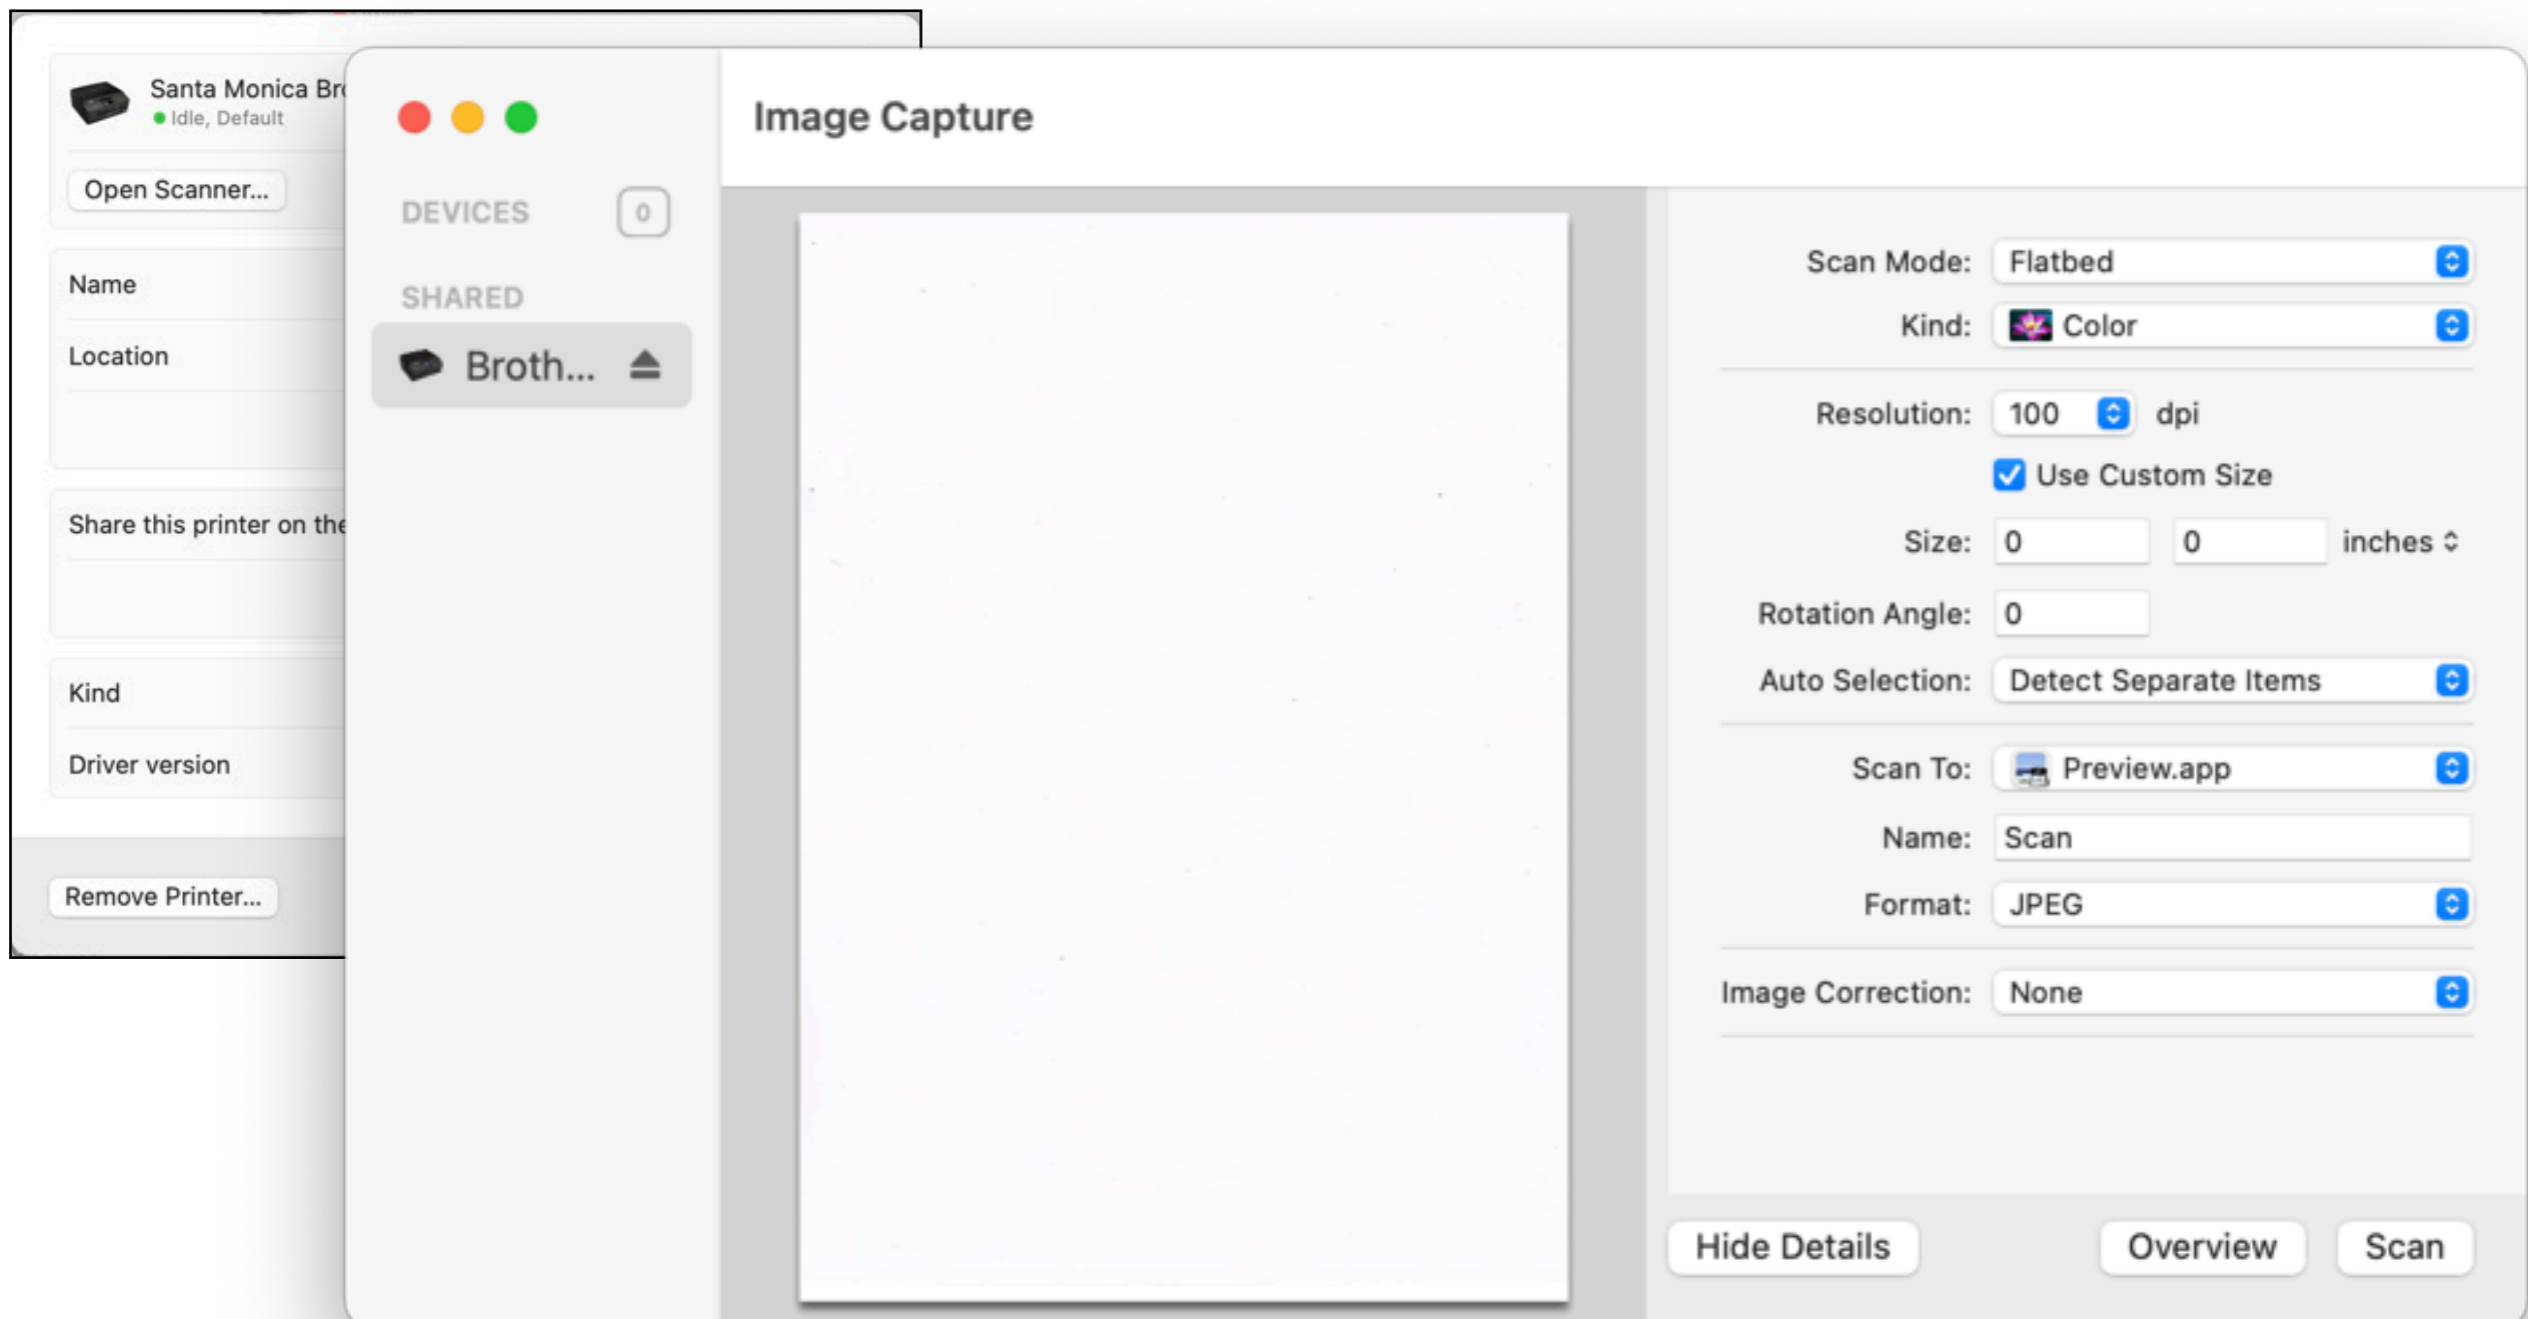 Santa Monica Br
Idle, Default
Open Scanner...
Name
Location
Share this printer on the
Kind
Driver version
Remove Printer...
Image Capture
DEVICES 0
SHARED
Broth...
Scan Mode: Flatbed
Kind: Color
Resolution: 100 dpi
Use Custom Size
Size: 0 0 inches
Rotation Angle: 0
Auto Selection: Detect Separate Items
Scan To: Preview.app
Name: Scan
Format: JPEG
Image Correction: None
Hide Details Overview Scan